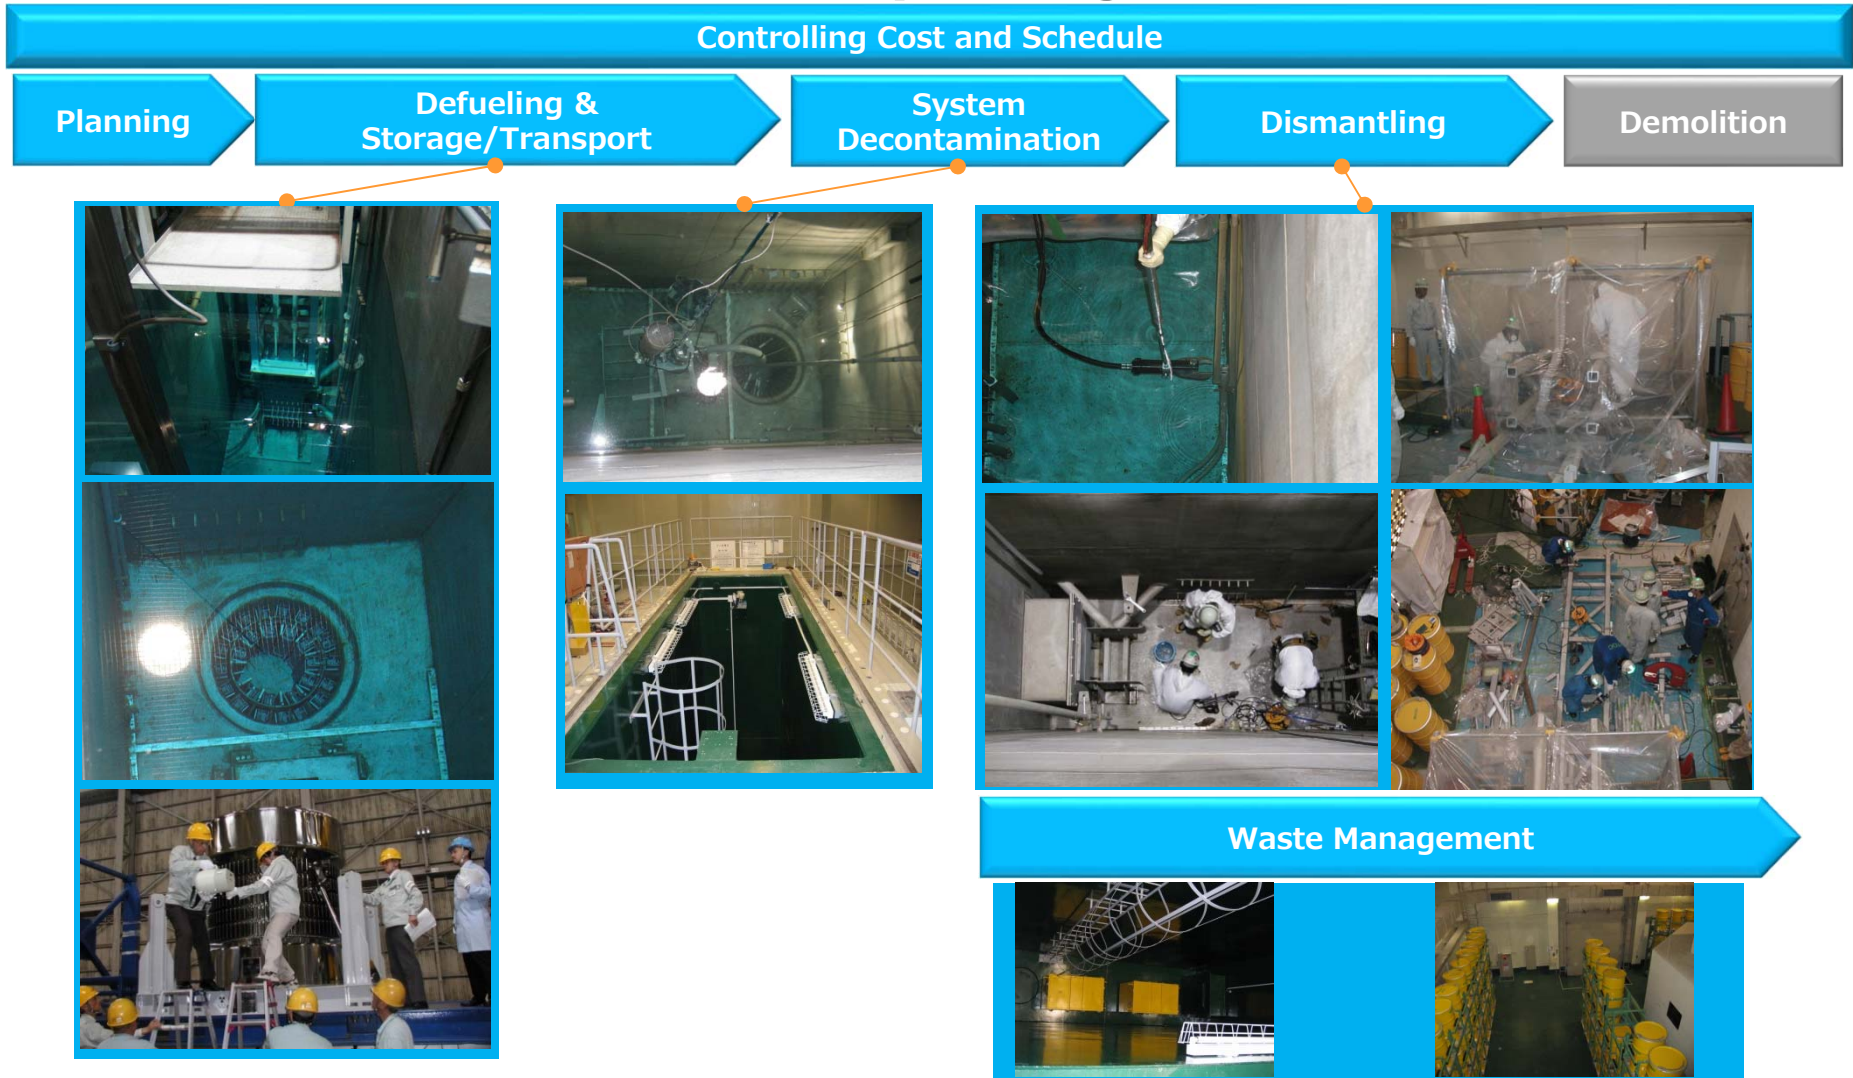 Controlling Cost and Schedule
Planning
Defueling &
Storage/Transport
System
Decontamination
Dismantling
Demolition
Waste Management